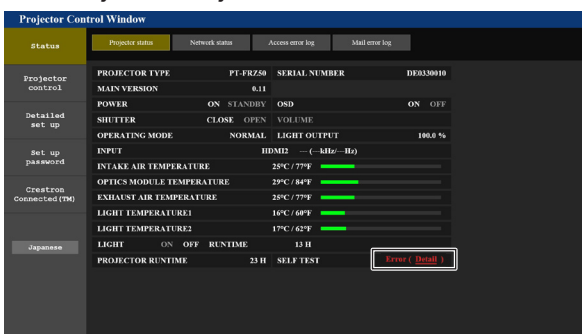 Projector Control Window
Status
Projector status Network status Access error log Mail error log
Projector control
Detailed set up
Set up password
Crestron Connected(TM)
Japanese
PROJECTOR TYPE PT-FRZ50 SERIAL NUMBER DE0330010
MAIN VERSION 0.11
POWER ON STANDBY OSD ON OFF
SHUTTER CLOSE OPEN VOLUME
OPERATING MODE NORMAL LIGHT OUTPUT 100.0 %
INPUT HDMI2 — (—kHz/—Hz)
INTAKE AIR TEMPERATURE 25°C / 77°F
OPTICS MODULE TEMPERATURE 29°C / 84°F
EXHAUST AIR TEMPERATURE 25°C / 77°F
LIGHT TEMPERATURE1 16°C / 60°F
LIGHT TEMPERATURE2 17°C / 62°F
LIGHT ON OFF RUNTIME 13 H
PROJECTOR RUNTIME 23 H SELF TEST Error ( Detail )